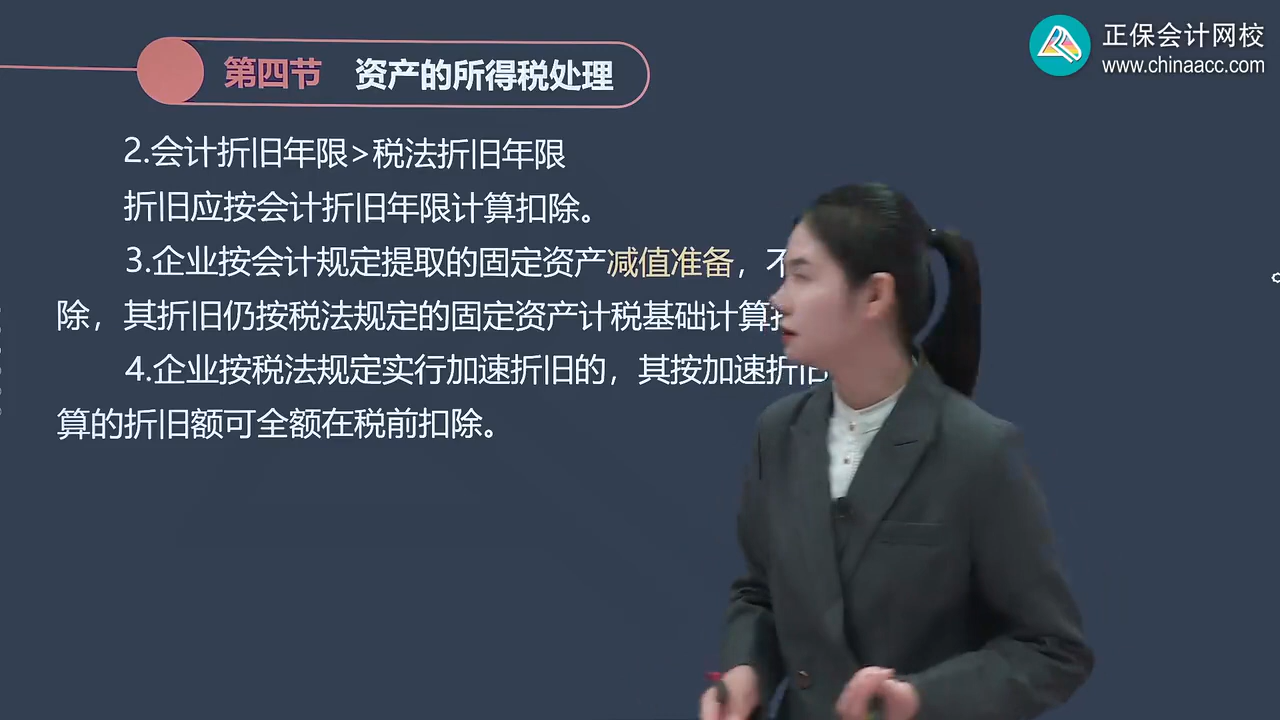 正保会计网校
www.chinaacc.com
第四节 资产的所得税处理
2.会计折旧年限>税法折旧年限
折旧应按会计折旧年限计算扣除。
3.企业按会计规定提取的固定资产减值准备，不
除，其折旧仍按税法规定的固定资产计税基础计算
4.企业按税法规定实行加速折旧的，其按加速折旧
算的折旧额可全额在税前扣除。